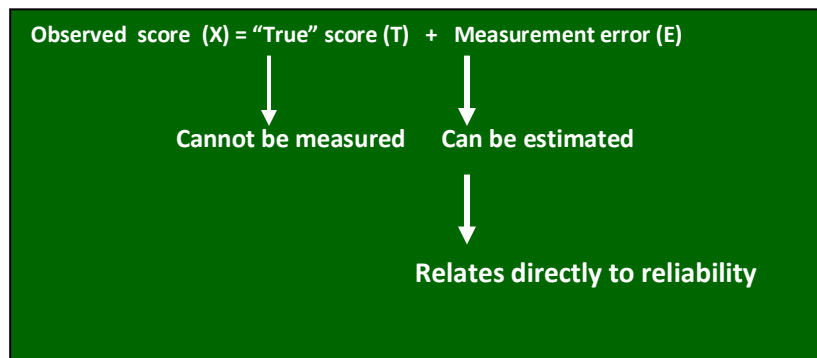 Observed score (X) = “True” score (T) + Measurement error (E)
Cannot be measured Can be estimated
Relates directly to reliability